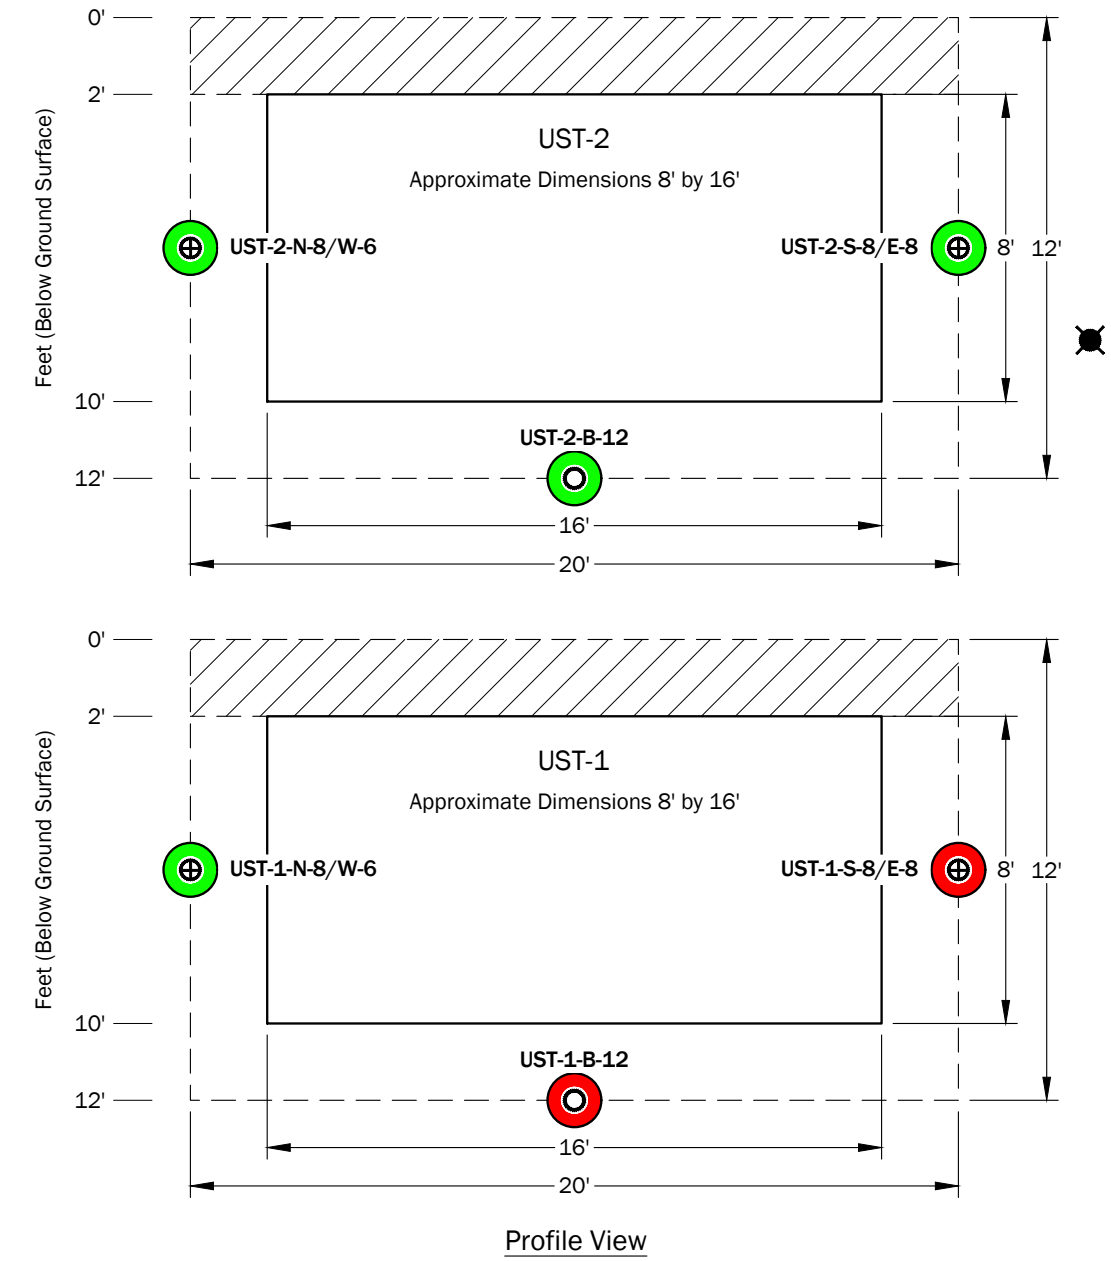 0'
2'
Feet (Below Ground Surface)
UST-2
Approximate Dimensions 8' by 16'
UST-2-N-8/W-6
UST-2-S-8/E-8
8'
12'
10'
UST-2-B-12
12'
16'
20'
0'
2'
Feet (Below Ground Surface)
UST-1
Approximate Dimensions 8' by 16'
UST-1-N-8/W-6
UST-1-S-8/E-8
8'
12'
10'
UST-1-B-12
12'
16'
20'
Profile View